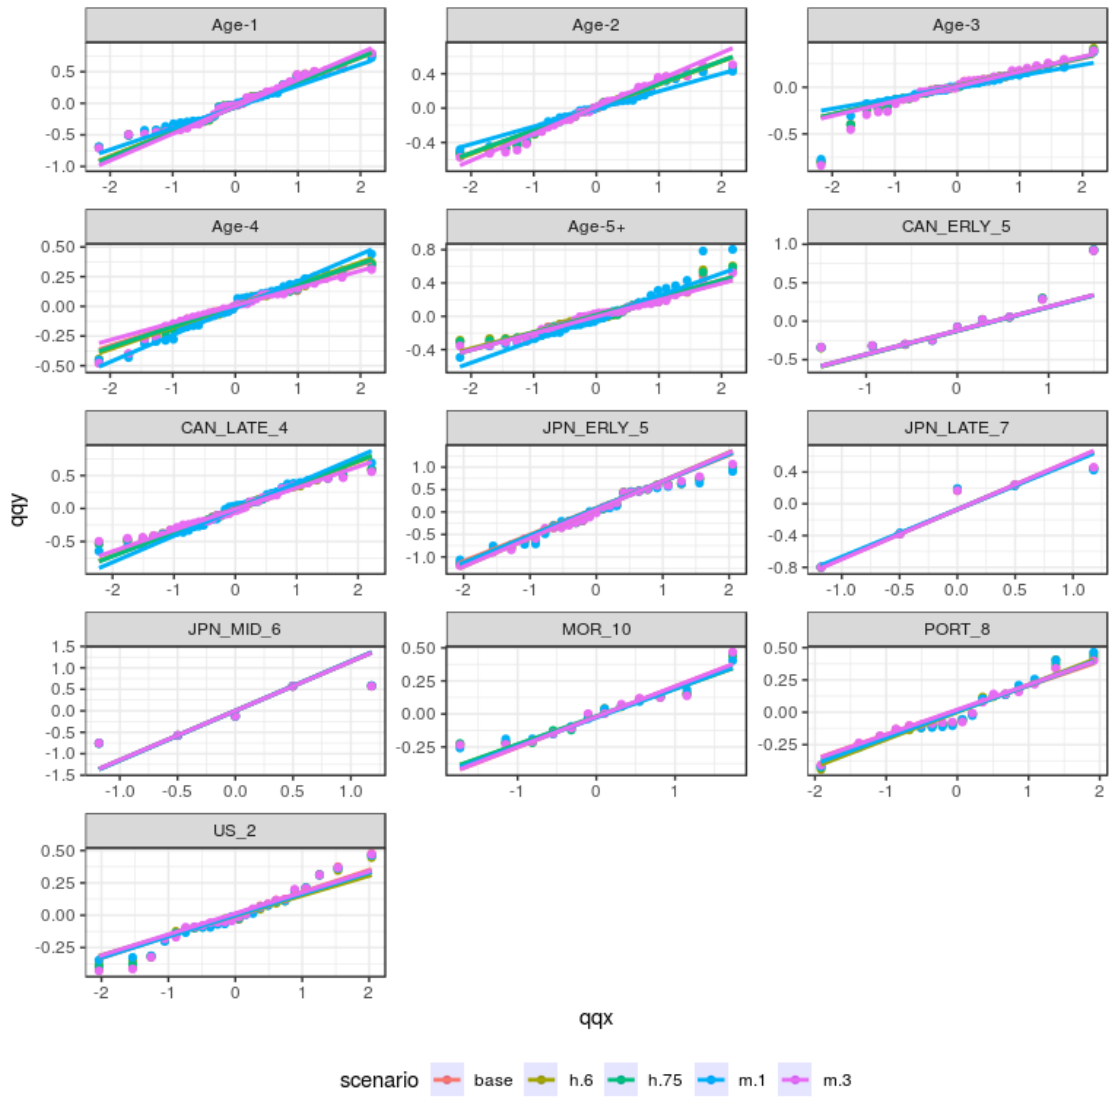 Age-1
Age-2
Age-3
0.5
0.0
-0.5
-1.0
0.4
0.0
-0.4
0.0
-0.5
-2 -1 0 1 2
-2 -1 0 1 2
-2 -1 0 1 2
Age-4
Age-5+
CAN_ERLY_5
0.50
0.25
0.00
-0.25
-0.50
0.8
0.4
0.0
-0.4
1.0
0.5
0.0
-0.5
-2 -1 0 1 2
-2 -1 0 1 2
-1 0 1
CAN_LATE_4
JPN_ERLY_5
JPN_LATE_7
0.5
0.0
-0.5
1.0
0.5
0.0
-0.5
-1.0
0.4
0.0
-0.4
-0.8
-2 -1 0 1 2
-2 -1 0 1 2
-1.0 -0.5 0.0 0.5 1.0
JPN_MID_6
MOR_10
PORT_8
1.5
1.0
0.5
0.0
-0.5
-1.0
-1.5
0.50
0.25
0.00
-0.25
0.50
0.25
0.00
-0.25
-1.0 -0.5 0.0 0.5 1.0
-1 0 1
-2 -1 0 1 2
US_2
0.50
0.25
0.00
-0.25
-2 -1 0 1 2
qqy
qqx
scenario base h.6 h.75 m.1 m.3